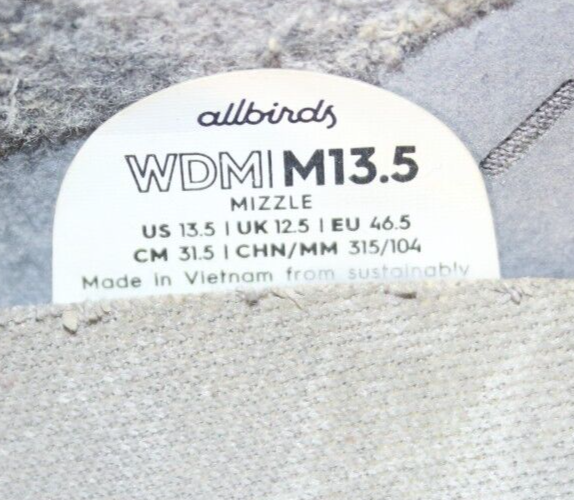 allbirds
WDM|M13.5
MIZZLE
US 13.5 | UK 12.5 | EU 46.5
CM 31.5 | CHN/MM 315/104
Made in Vietnam from sustainably